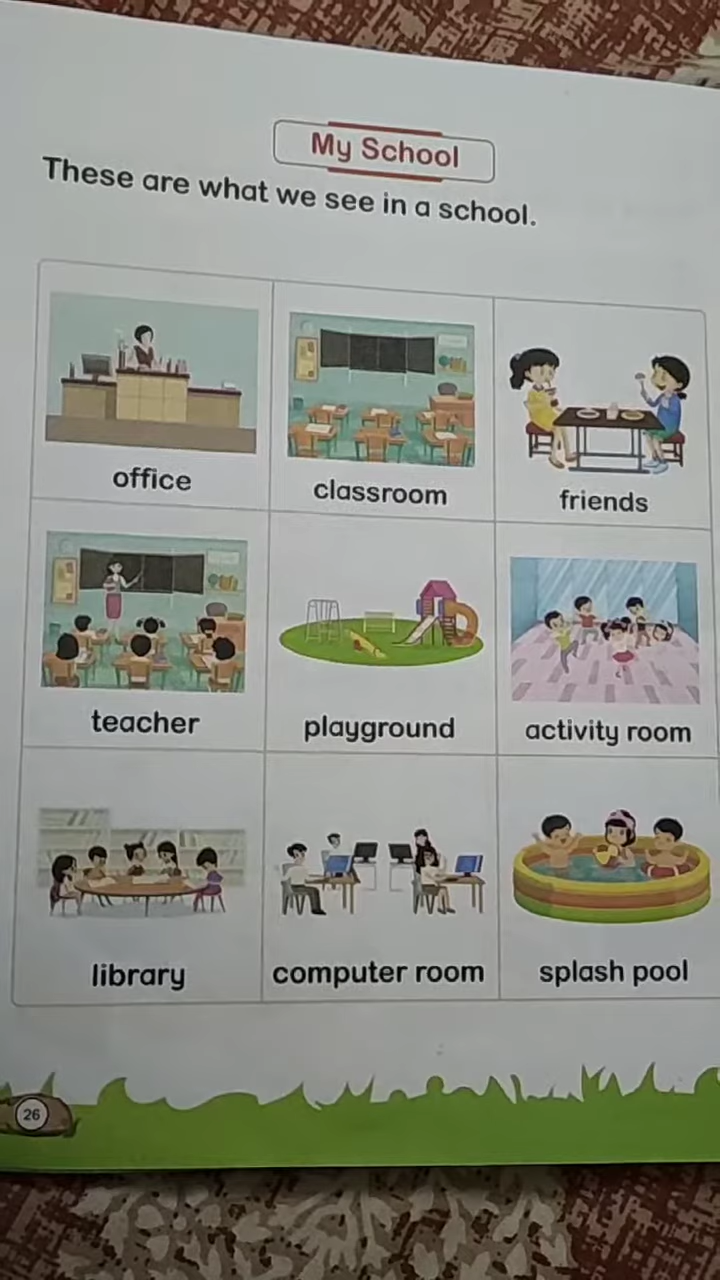 My School
These are what we see in a school.
office
classroom
friends
teacher
playground
activity room
library
computer room
splash pool
26